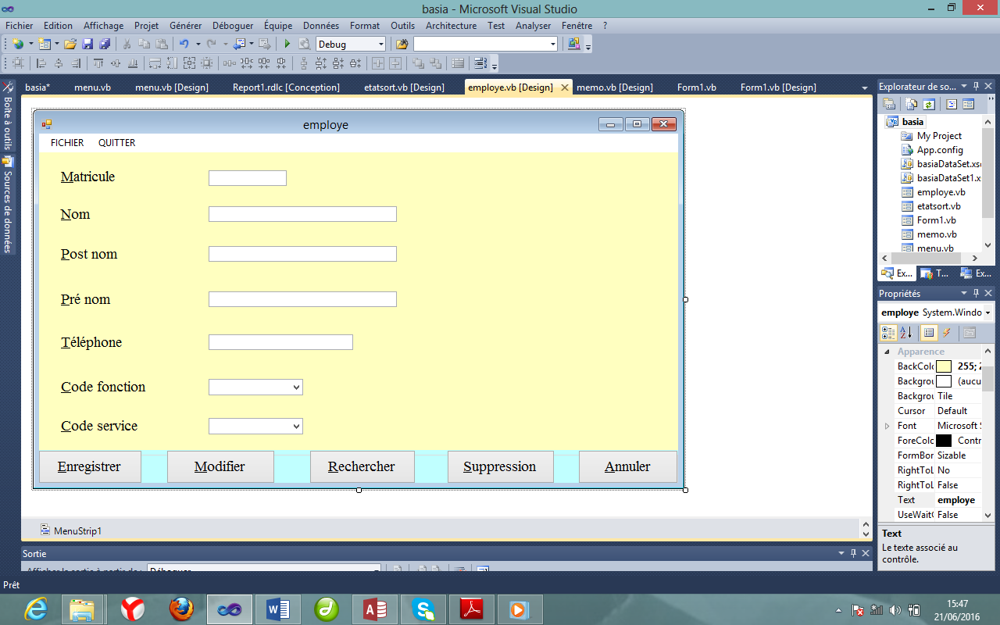 basia - Microsoft Visual Studio
Fichier Edition Affichage Projet Générer Déboguer Équipe Données Format Outils Architecture Test Analyser Fenêtre ?
Debug
basia* menu.vb menu.vb [Design] Report1.rdlc [Conception] etatsort.vb [Design] employe.vb [Design] memo.vb [Design] Form1.vb Form1.vb [Design]
Boîte à outils
Sources de données
employe
FICHIER QUITTER
Matricule
Nom
Post nom
Pré nom
Téléphone
Code fonction
Code service
Enregistrer Modifier Rechercher Suppression Annuler
MenuStrip1
Sortie
Afficher la sortie à partir de : Déboguer
Prêt
Explorateur de so...
basia
My Project
App.config
basiaDataSet.xs
basiaDataSet1.x
employe.vb
etatsort.vb
Form1.vb
memo.vb
menu.vb
Ex... T... Ex...
Propriétés
employe System.Windo
Apparence
BackColo 255; 2
Backgrou (aucu
Backgrou Tile
Cursor Default
Font Microsoft S
ForeColo Contr
FormBor Sizable
RightToL No
RightToL False
Text employe
UseWaitC False
Text
Le texte associé au
contrôle.
15:47
21/06/2016